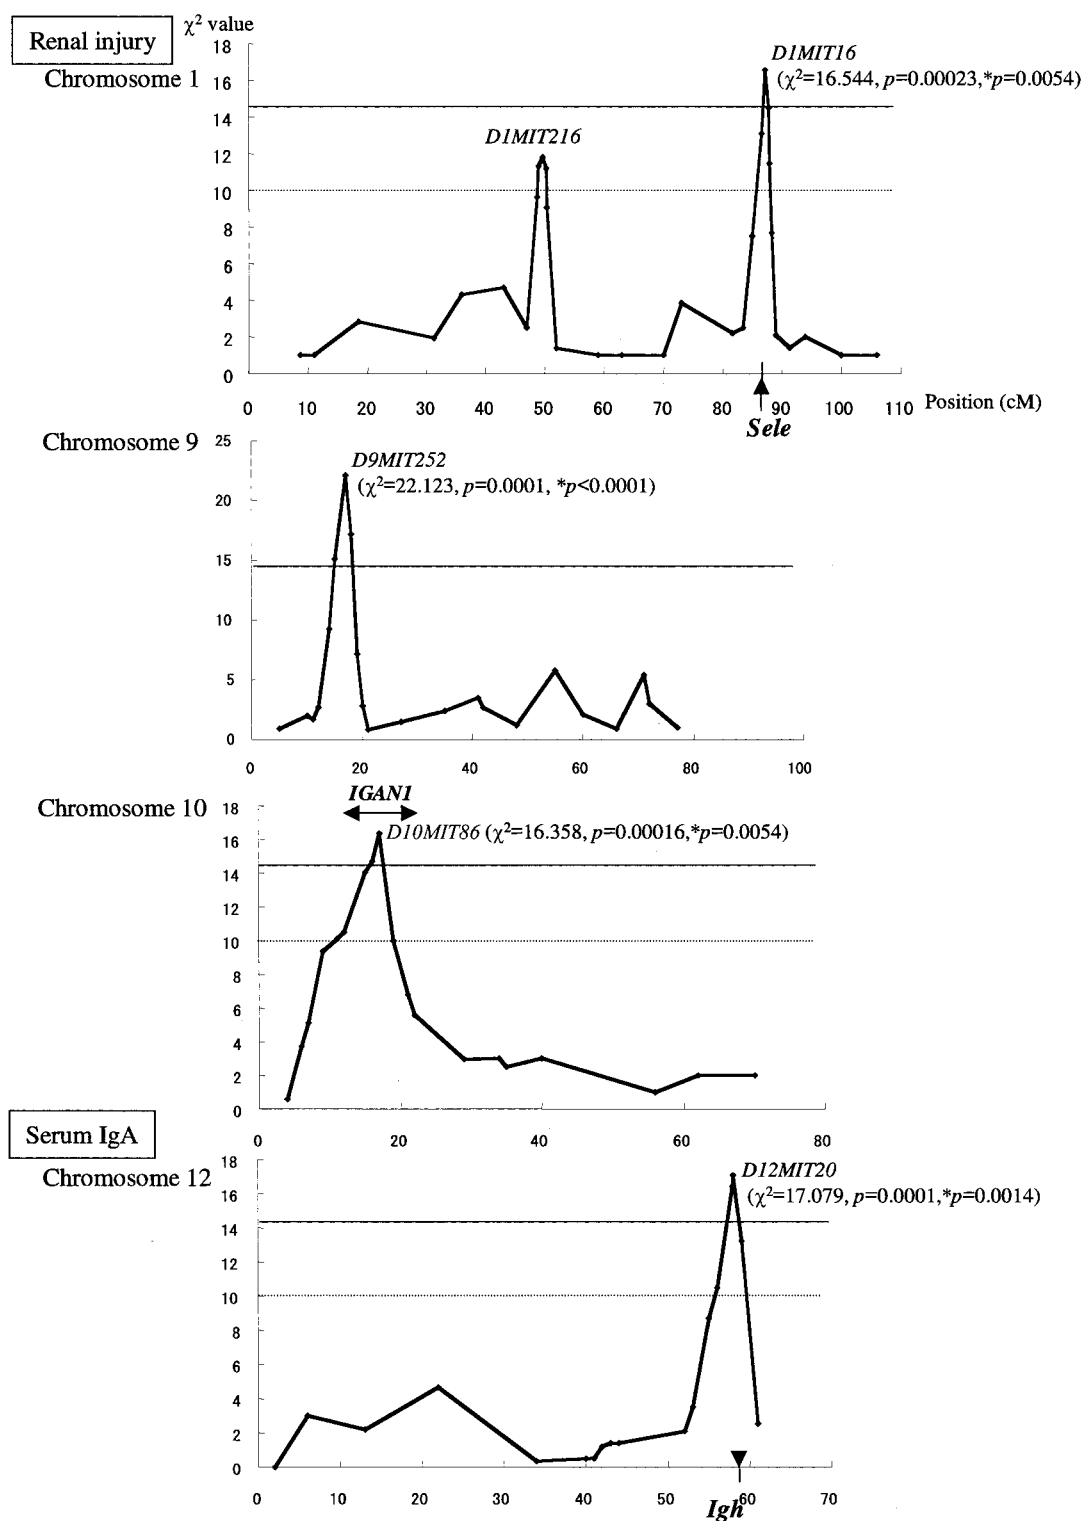 Renal injury
χ² value
Chromosome 1
18
16
14
12
10
8
6
4
2
0
D1MIT16
(χ²=16.544, p=0.00023,*p=0.0054)
D1MIT216
0 10 20 30 40 50 60 70 80 90 100 110
Position (cM)
Sele
Chromosome 9
25
20
15
10
5
0
D9MIT252
(χ²=22.123, p=0.0001, *p<0.0001)
0 20 40 60 80 100
Chromosome 10
IGAN1
18
16
14
12
10
8
6
4
2
0
D10MIT86 (χ²=16.358, p=0.00016,*p=0.0054)
0 20 40 60 80
Serum IgA
Chromosome 12
18
16
14
12
10
8
6
4
2
0
D12MIT20
(χ²=17.079, p=0.0001,*p=0.0014)
0 10 20 30 40 50 60 70
Igh